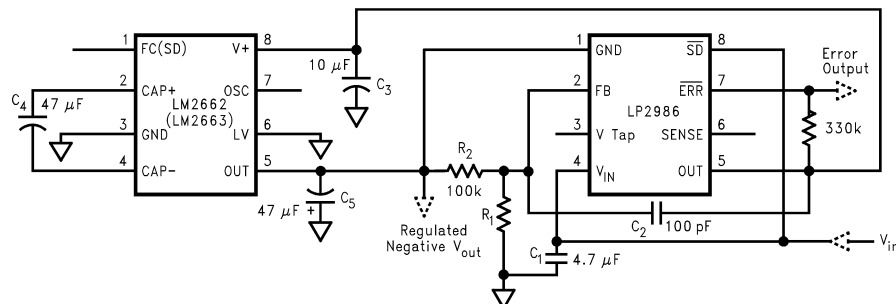 1 FC(SD) V+ 8
2 CAP+ OSC 7
LM2662
(LM2663)
3 GND LV 6
4 CAP- OUT 5
C4 47 μF
10 μF C3
47 μF + C5
Regulated
Negative Vout
R2
100k
R1
1 GND SD 8
2 FB ERR 7
LP2986
3 V Tap SENSE 6
4 VIN OUT 5
Error
Output
330k
C2 100 pF
C1 4.7 μF
Vin